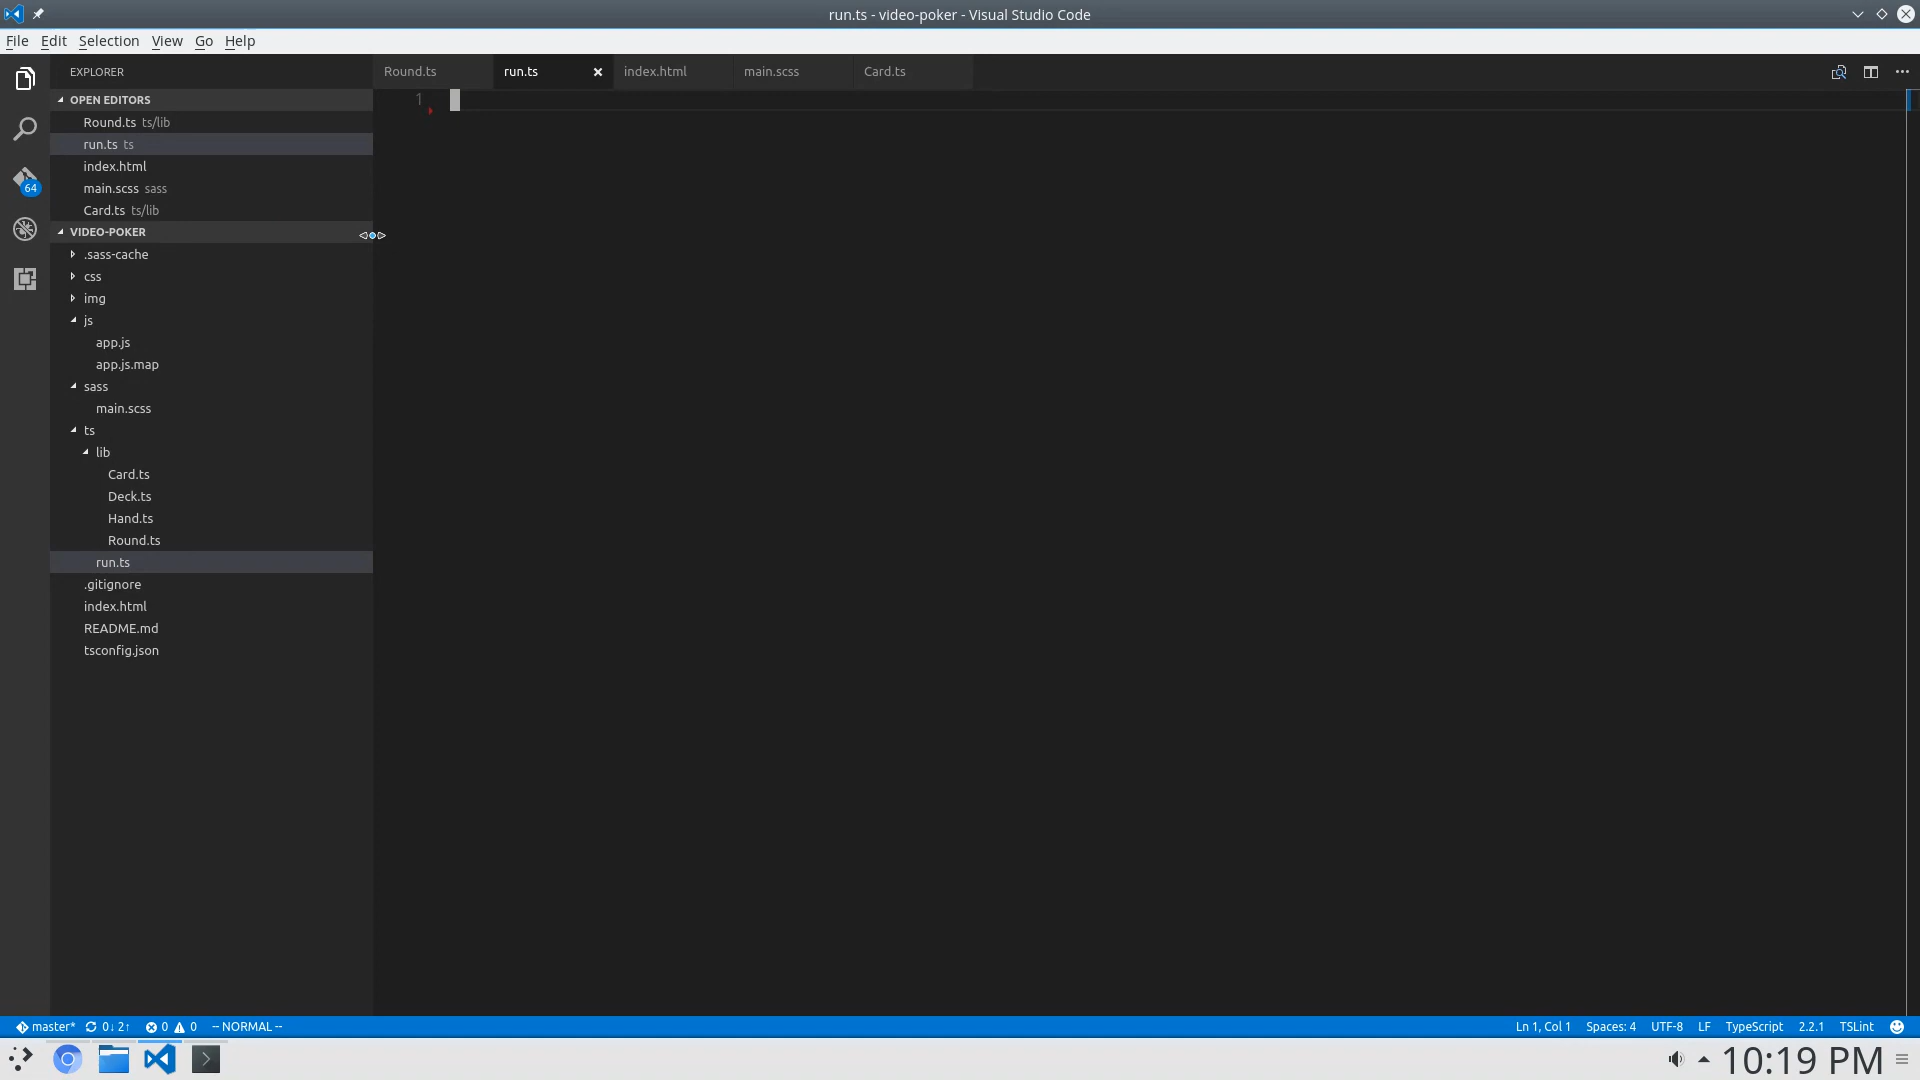 run.ts - video-poker - Visual Studio Code
File Edit Selection View Go Help
EXPLORER
Round.ts run.ts index.html main.scss Card.ts
OPEN EDITORS
1
Round.ts ts/lib
run.ts ts
index.html
main.scss sass
64
Card.ts ts/lib
VIDEO-POKER
.sass-cache
css
img
js
app.js
app.js.map
sass
main.scss
ts
lib
Card.ts
Deck.ts
Hand.ts
Round.ts
run.ts
.gitignore
index.html
README.md
tsconfig.json
master* 0↓ 2↑ 0 0 -- NORMAL -- Ln 1, Col 1 Spaces: 4 UTF-8 LF TypeScript 2.2.1 TSLint
10:19 PM